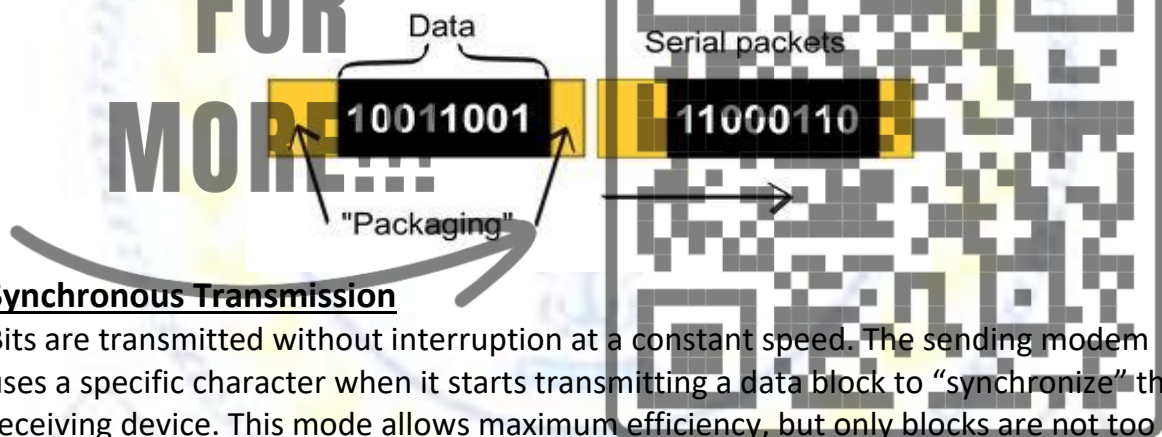 FOR
Data
Serial packets
MORE!!!
10011001
11000110
"Packaging"
Synchronous Transmission
Bits are transmitted without interruption at a constant speed. The sending modem
uses a specific character when it starts transmitting a data block to “synchronize” th
receiving device. This mode allows maximum efficiency, but only blocks are not too